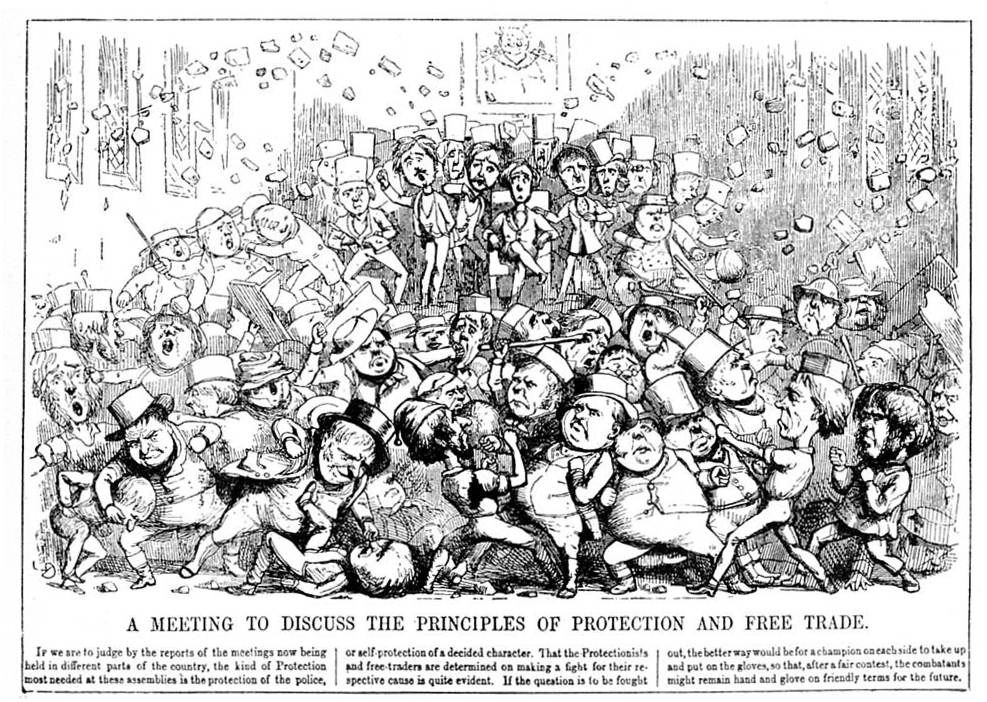 A MEETING TO DISCUSS THE PRINCIPLES OF PROTECTION AND FREE TRADE.
IF we are to judge by the reports of the meetings now being
held in different parts of the country, the kind of Protection
most needed at these assemblies is the protection of the police,
or self-protection of a decided character. That the Protectionists
and free-traders are determined on making a fight for their re-
spective cause is quite evident. If the question is to be fought
out, the better way would be for a champion on each side to take up
and put on the gloves, so that, after a fair contest, the combatants
might remain hand and glove on friendly terms for the future.